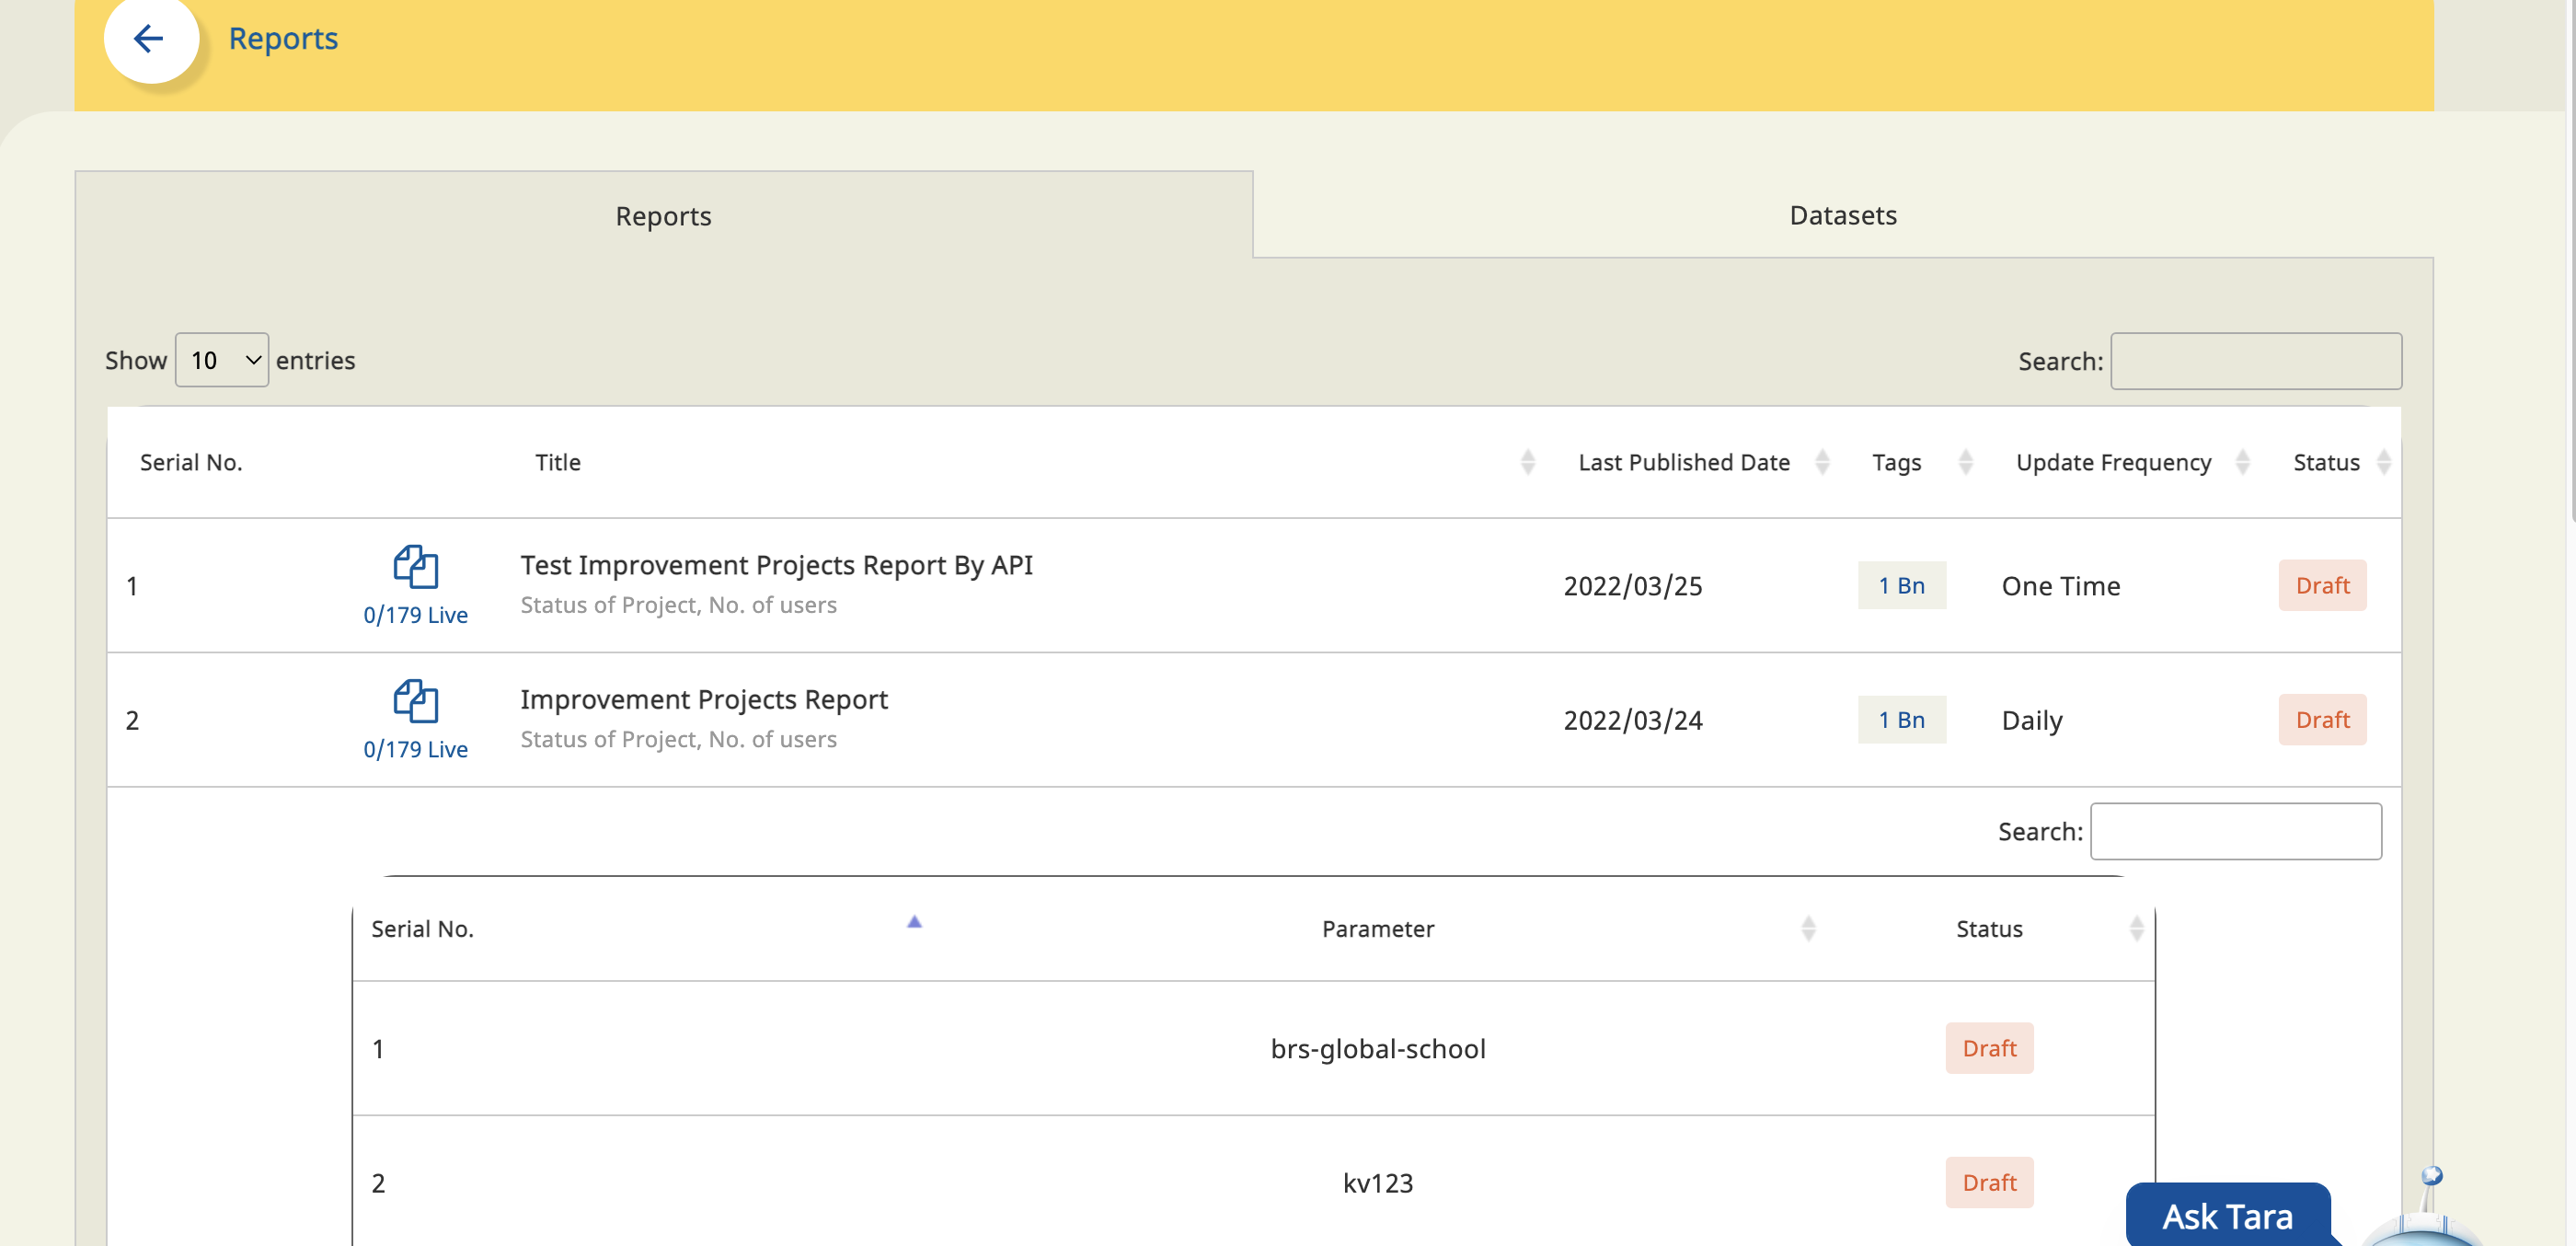 Reports
Reports
Datasets
Show 10 entries
Search:
Serial No. Title Last Published Date Tags Update Frequency Status
1 0/179 Live Test Improvement Projects Report By API 2022/03/25 1 Bn One Time Draft
Status of Project, No. of users
2 0/179 Live Improvement Projects Report 2022/03/24 1 Bn Daily Draft
Status of Project, No. of users
Search:
Serial No. Parameter Status
1 brs-global-school Draft
2 kv123 Draft
Ask Tara